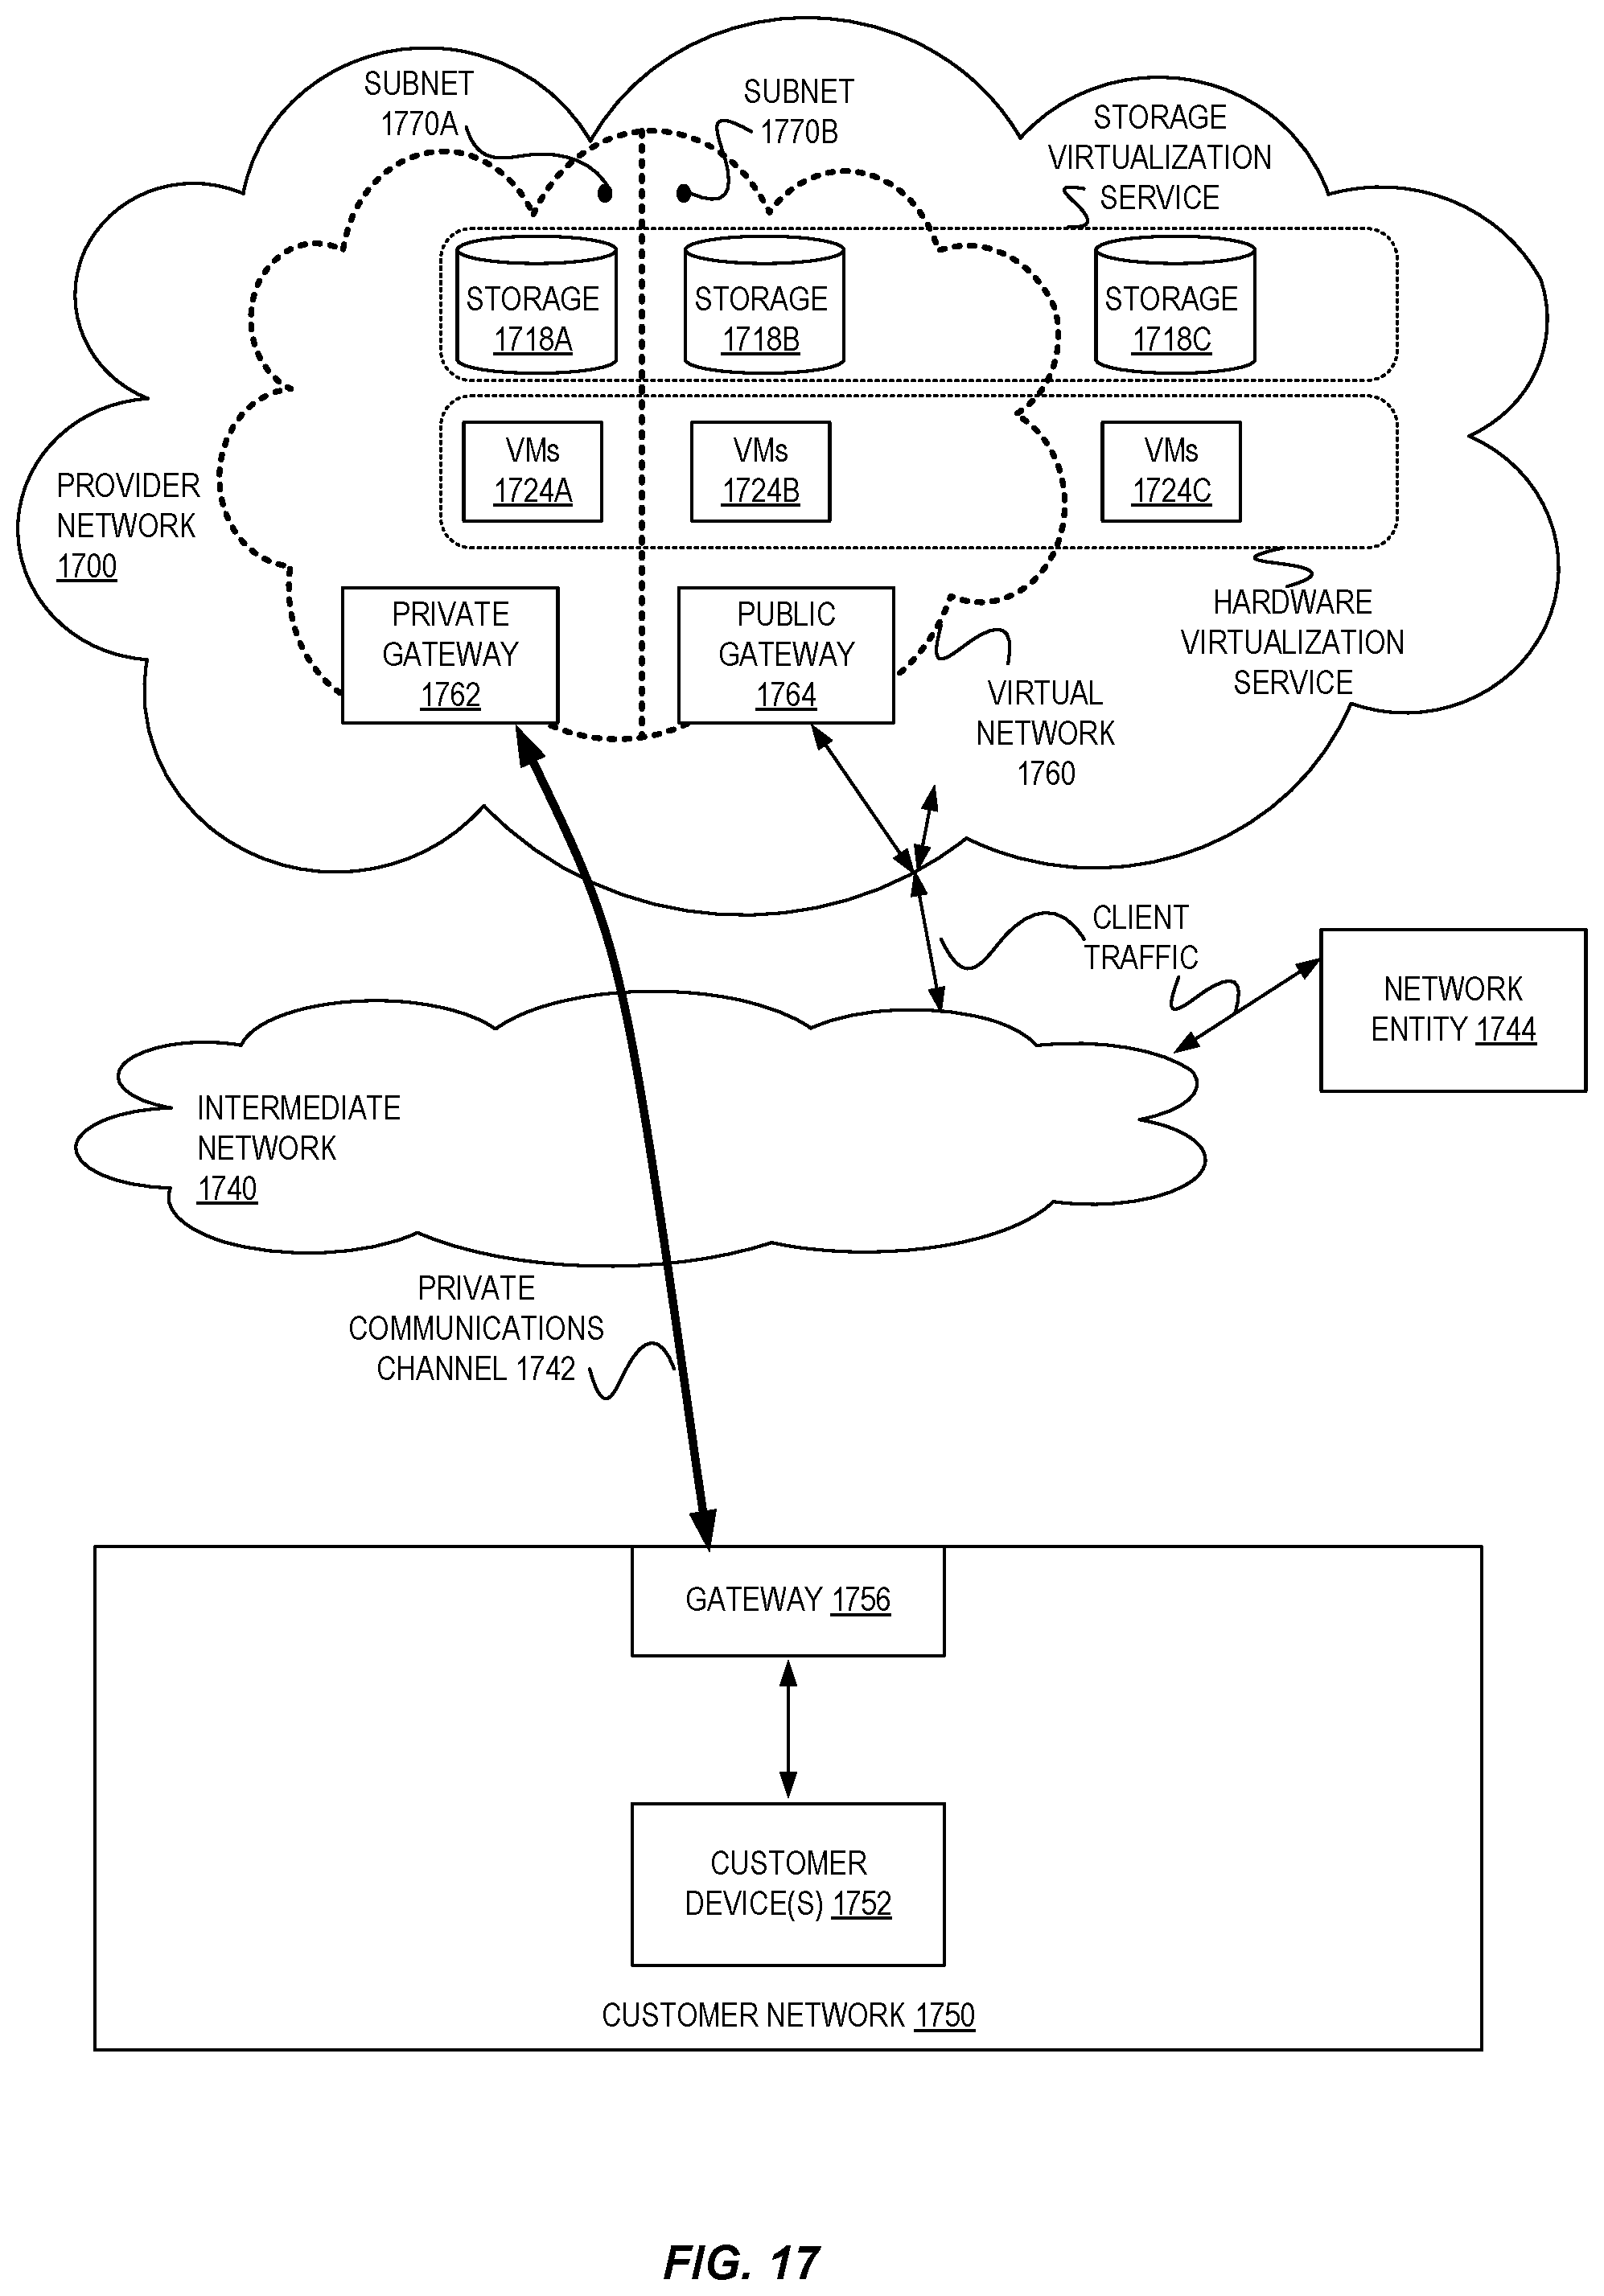 SUBNET
1770A
SUBNET
1770B
STORAGE
VIRTUALIZATION
SERVICE
STORAGE
1718A
STORAGE
1718B
STORAGE
1718C
VMs
1724A
VMs
1724B
VMs
1724C
PROVIDER
NETWORK
1700
PRIVATE
GATEWAY
1762
PUBLIC
GATEWAY
1764
HARDWARE
VIRTUALIZATION
SERVICE
VIRTUAL
NETWORK
1760
CLIENT
TRAFFIC
NETWORK
ENTITY 1744
INTERMEDIATE
NETWORK
1740
PRIVATE
COMMUNICATIONS
CHANNEL 1742
GATEWAY 1756
CUSTOMER
DEVICE(S) 1752
CUSTOMER NETWORK 1750
FIG. 17